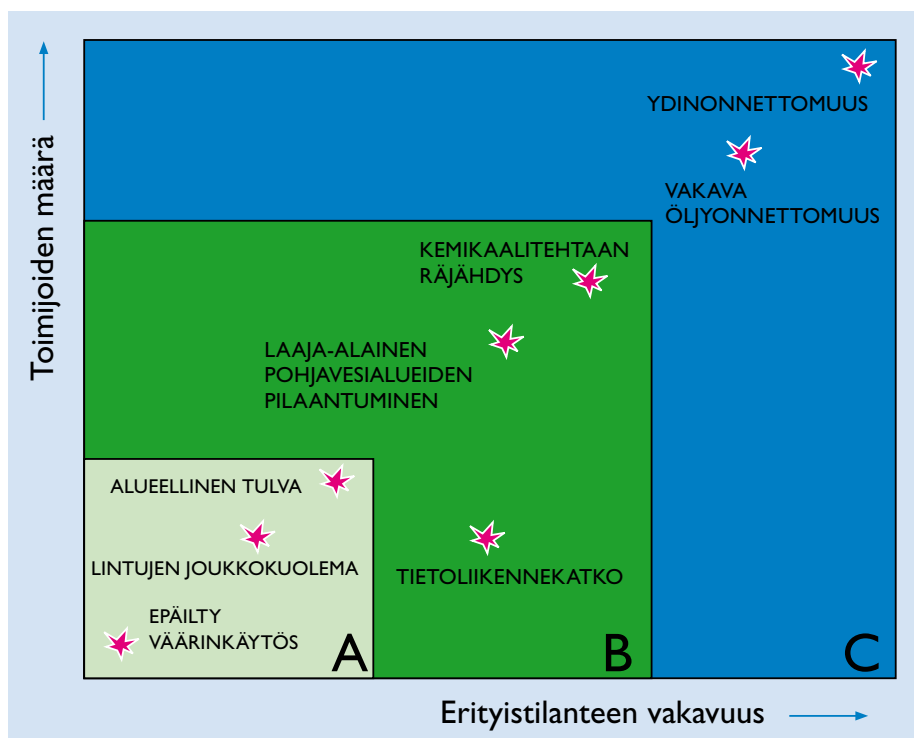 Toimijoiden määrä
YDINONNETTOMUUS
VAKAVA
ÖLJYONNETTOMUUS
KEMIKAALITEHTAAN
RÄJÄHDYS
LAAJA-ALAINEN
POHJAVESIALUEIDEN
PILAANTUMINEN
ALUEELLINEN TULVA
LINTUJEN JOUKKOKUOLEMA
TIETOLIIKENNEKATKO
EPÄILTY
VÄÄRINKÄYTÖS
A
B
C
Erityistilanteen vakavuus